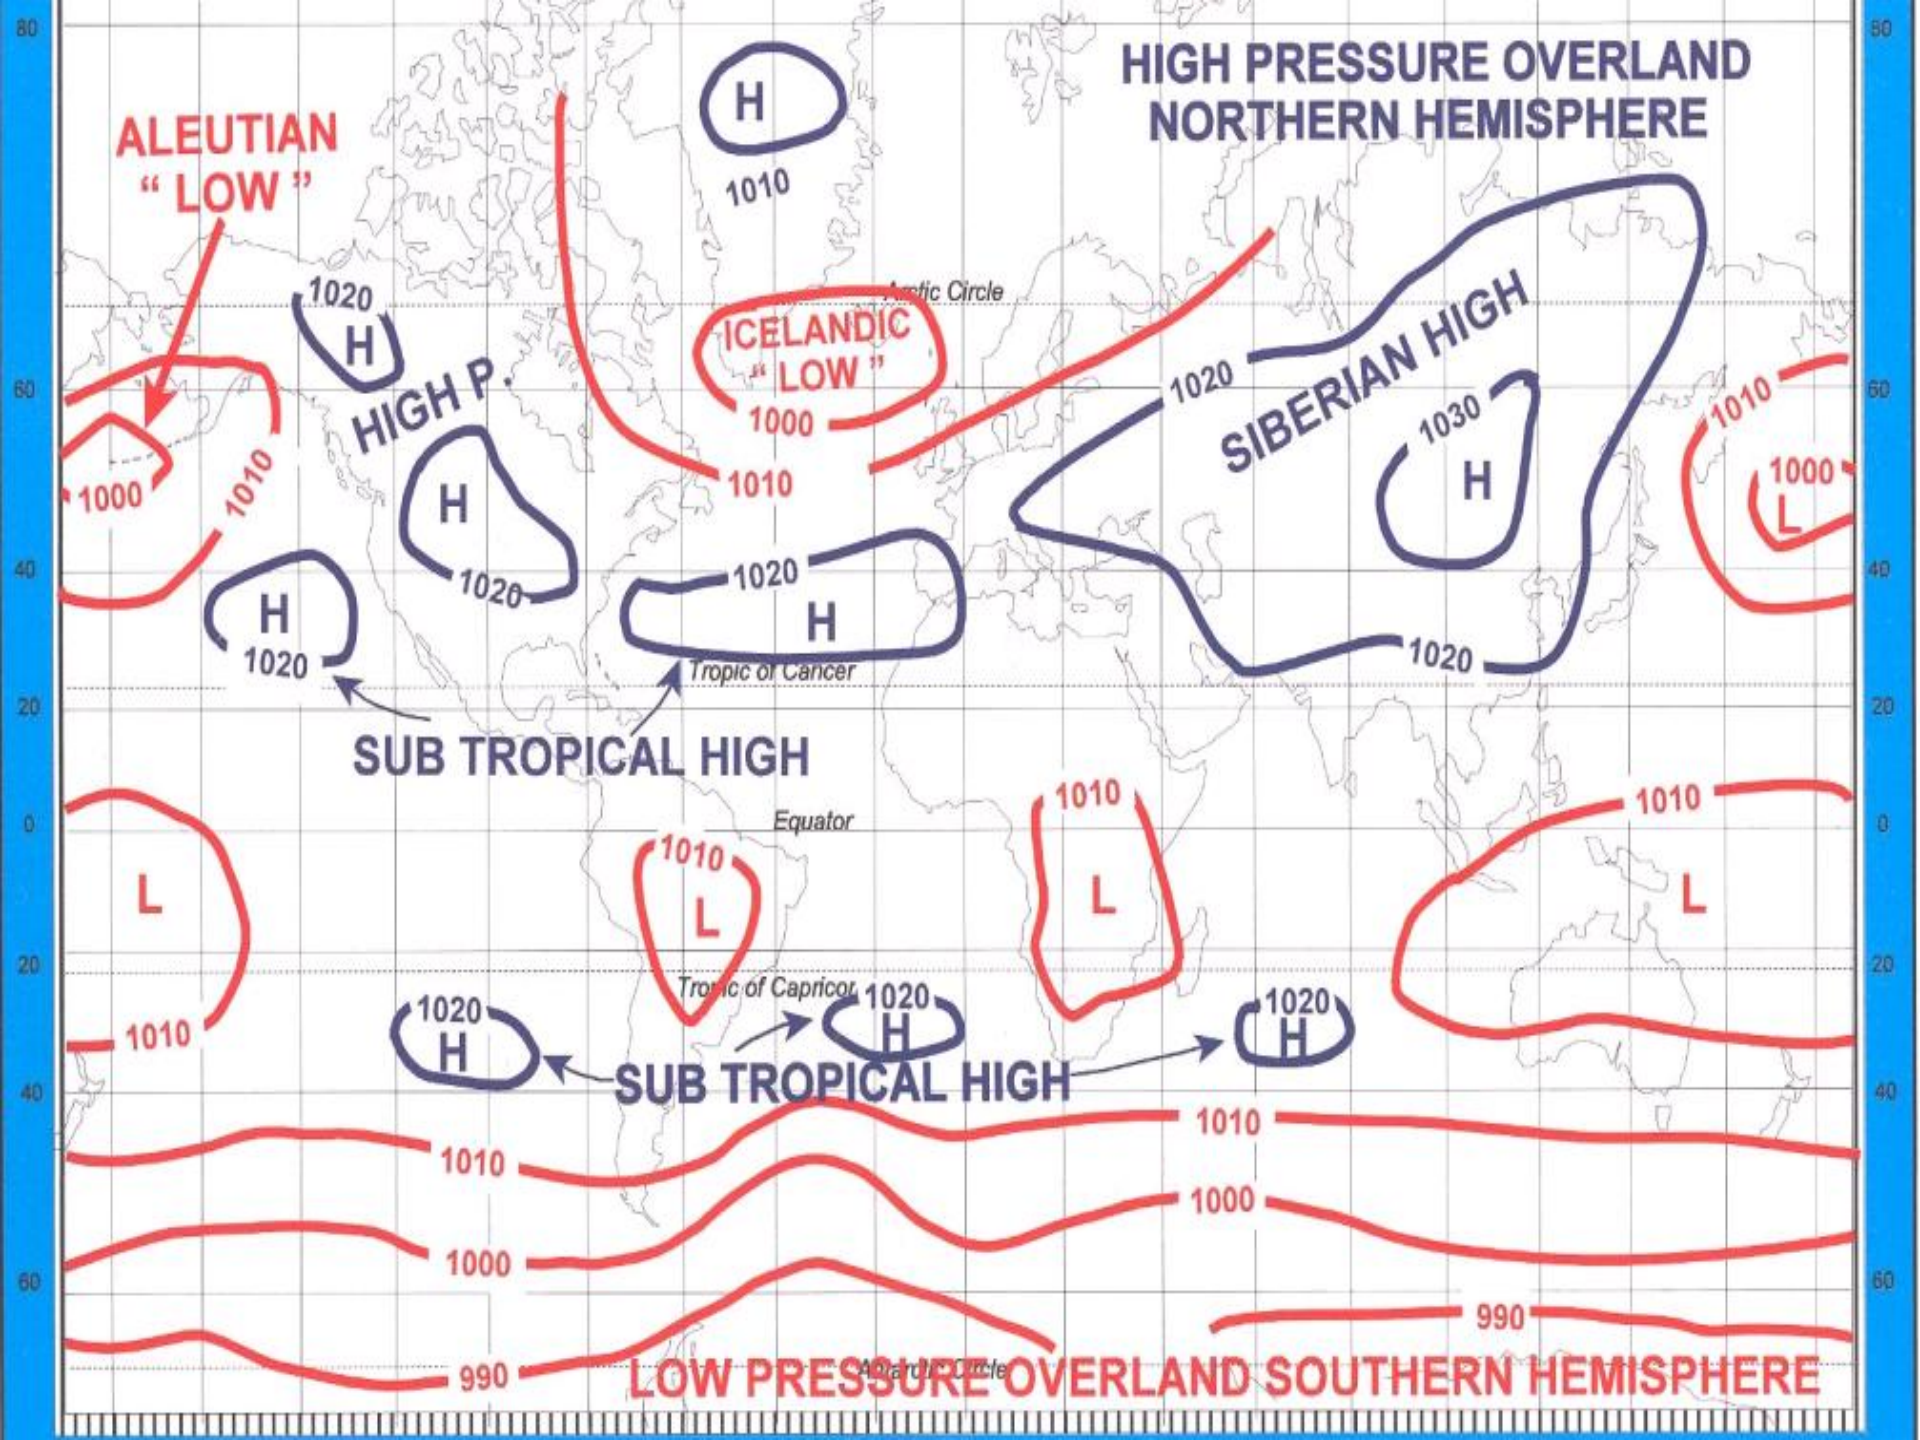 80
80
HIGH PRESSURE OVERLAND
NORTHERN HEMISPHERE
H
1010
ALEUTIAN
“ LOW ”
1020
H
Arctic Circle
ICELANDIC
“ LOW ”
1000
HIGH P.
1020
SIBERIAN HIGH
1030
H
60
60
1010
1000
L
1000
1010
H
1020
1010
40
40
H
1020
1020
H
1020
Tropic of Cancer
20
20
SUB TROPICAL HIGH
1010
1010
0
0
Equator
1010
L
L
L
L
20
20
Tropic of Capricor
1010
1020
H
1020
H
1020
H
SUB TROPICAL HIGH
40
40
1010
1010
1000
1000
60
60
990
990
Antarctic Circle
LOW PRESSURE OVERLAND SOUTHERN HEMISPHERE